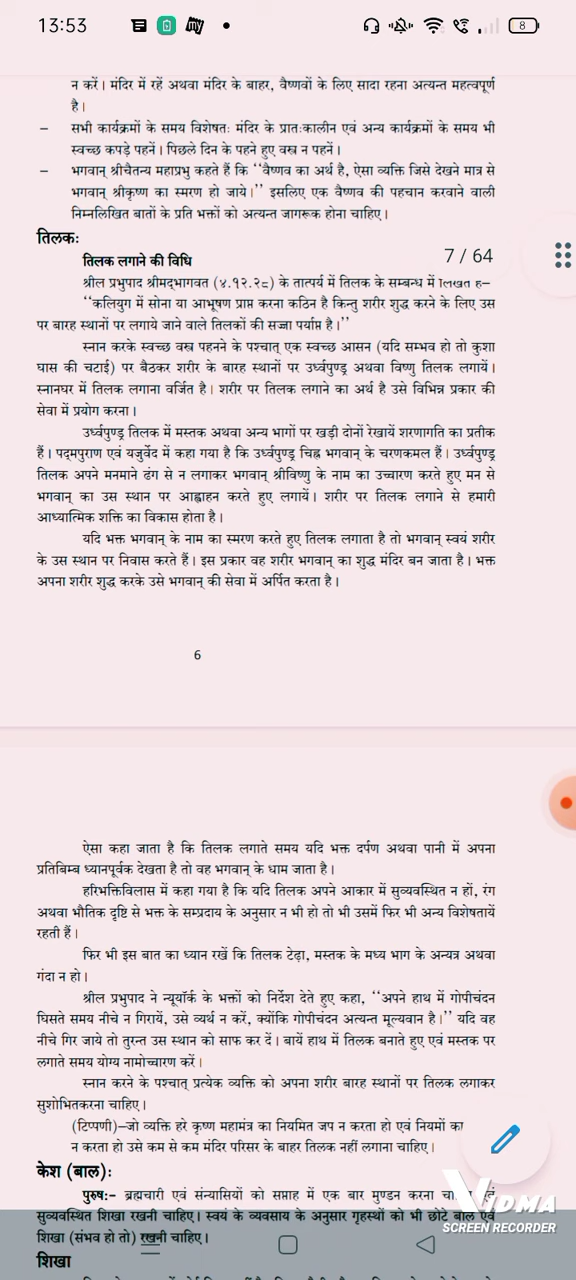 13:53
8
न करें। मंदिर में रहें अथवा मंदिर के बाहर, वैष्णवों के लिए सादा रहना अत्यन्त महत्वपूर्ण
है।
– सभी कार्यक्रमों के समय विशेषतः मंदिर के प्रातःकालीन एवं अन्य कार्यक्रमों के समय भी
स्वच्छ कपड़े पहनें। पिछले दिन के पहने हुए वस्त्र न पहनें।
– भगवान् श्रीचैतन्य महाप्रभु कहते हैं कि ‘‘वैष्णव का अर्थ है, ऐसा व्यक्ति जिसे देखने मात्र से
भगवान् श्रीकृष्ण का स्मरण हो जाये।’’ इसलिए एक वैष्णव की पहचान करवाने वाली
निम्नलिखित बातों के प्रति भक्तों को अत्यन्त जागरूक होना चाहिए।
तिलकः
तिलक लगाने की विधि
7 / 64
श्रील प्रभुपाद श्रीमद्भागवत (४.१२.२८) के तात्पर्य में तिलक के सम्बन्ध में लिखते हैं–
‘‘कलियुग में सोना या आभूषण प्राप्त करना कठिन है किन्तु शरीर शुद्ध करने के लिए उस
पर बारह स्थानों पर लगाये जाने वाले तिलकों की सज्जा पर्याप्त है।’’
स्नान करके स्वच्छ वस्त्र पहनने के पश्चात् एक स्वच्छ आसन (यदि सम्भव हो तो कुशा
घास की चटाई) पर बैठकर शरीर के बारह स्थानों पर उर्ध्वपुण्ड्र अथवा विष्णु तिलक लगायें।
स्नानघर में तिलक लगाना वर्जित है। शरीर पर तिलक लगाने का अर्थ है उसे विभिन्न प्रकार की
सेवा में प्रयोग करना।
उर्ध्वपुण्ड्र तिलक में मस्तक अथवा अन्य भागों पर खड़ी दोनों रेखायें शरणागति का प्रतीक
हैं। पद्मपुराण एवं यजुर्वेद में कहा गया है कि उर्ध्वपुण्ड्र चिह्न भगवान् के चरणकमल हैं। उर्ध्वपुण्ड्र
तिलक अपने मनमाने ढंग से न लगाकर भगवान् श्रीविष्णु के नाम का उच्चारण करते हुए मन से
भगवान् का उस स्थान पर आह्वाहन करते हुए लगायें। शरीर पर तिलक लगाने से हमारी
आध्यात्मिक शक्ति का विकास होता है।
यदि भक्त भगवान् के नाम का स्मरण करते हुए तिलक लगाता है तो भगवान् स्वयं शरीर
के उस स्थान पर निवास करते हैं। इस प्रकार वह शरीर भगवान् का शुद्ध मंदिर बन जाता है। भक्त
अपना शरीर शुद्ध करके उसे भगवान् की सेवा में अर्पित करता है।
6
ऐसा कहा जाता है कि तिलक लगाते समय यदि भक्त दर्पण अथवा पानी में अपना
प्रतिबिम्ब ध्यानपूर्वक देखता है तो वह भगवान् के धाम जाता है।
हरिभक्तिविलास में कहा गया है कि यदि तिलक अपने आकार में सुव्यवस्थित न हों, रंग
अथवा भौतिक दृष्टि से भक्त के सम्प्रदाय के अनुसार न भी हो तो भी उसमें फिर भी अन्य विशेषतायें
रहती हैं।
फिर भी इस बात का ध्यान रखें कि तिलक टेढ़ा, मस्तक के मध्य भाग के अन्यत्र अथवा
गंदा न हो।
श्रील प्रभुपाद ने न्यूयॉर्क के भक्तों को निर्देश देते हुए कहा, ‘‘अपने हाथ में गोपीचंदन
घिसते समय नीचे न गिरायें, उसे व्यर्थ न करें, क्योंकि गोपीचंदन अत्यन्त मूल्यवान है।’’ यदि वह
नीचे गिर जाये तो तुरन्त उस स्थान को साफ कर दें। बायें हाथ में तिलक बनाते हुए एवं मस्तक पर
लगाते समय योग्य नामोच्चारण करें।
स्नान करने के पश्चात् प्रत्येक व्यक्ति को अपना शरीर बारह स्थानों पर तिलक लगाकर
सुशोभितकरना चाहिए।
(टिप्पणी)–जो व्यक्ति हरे कृष्ण महामंत्र का नियमित जप न करता हो एवं नियमों का
न करता हो उसे कम से कम मंदिर परिसर के बाहर तिलक नहीं लगाना चाहिए।
केश (बाल)ः
पुरुषः- ब्रह्मचारी एवं संन्यासियों को सप्ताह में एक बार मुण्डन करना एवं
सुव्यवस्थित शिखा रखनी चाहिए। स्वयं के व्यवसाय के अनुसार गृहस्थों को भी छोटे बाल एवं
शिखा (संभव हो तो) रखनी चाहिए।
शिखा
VIDMA
SCREEN RECORDER